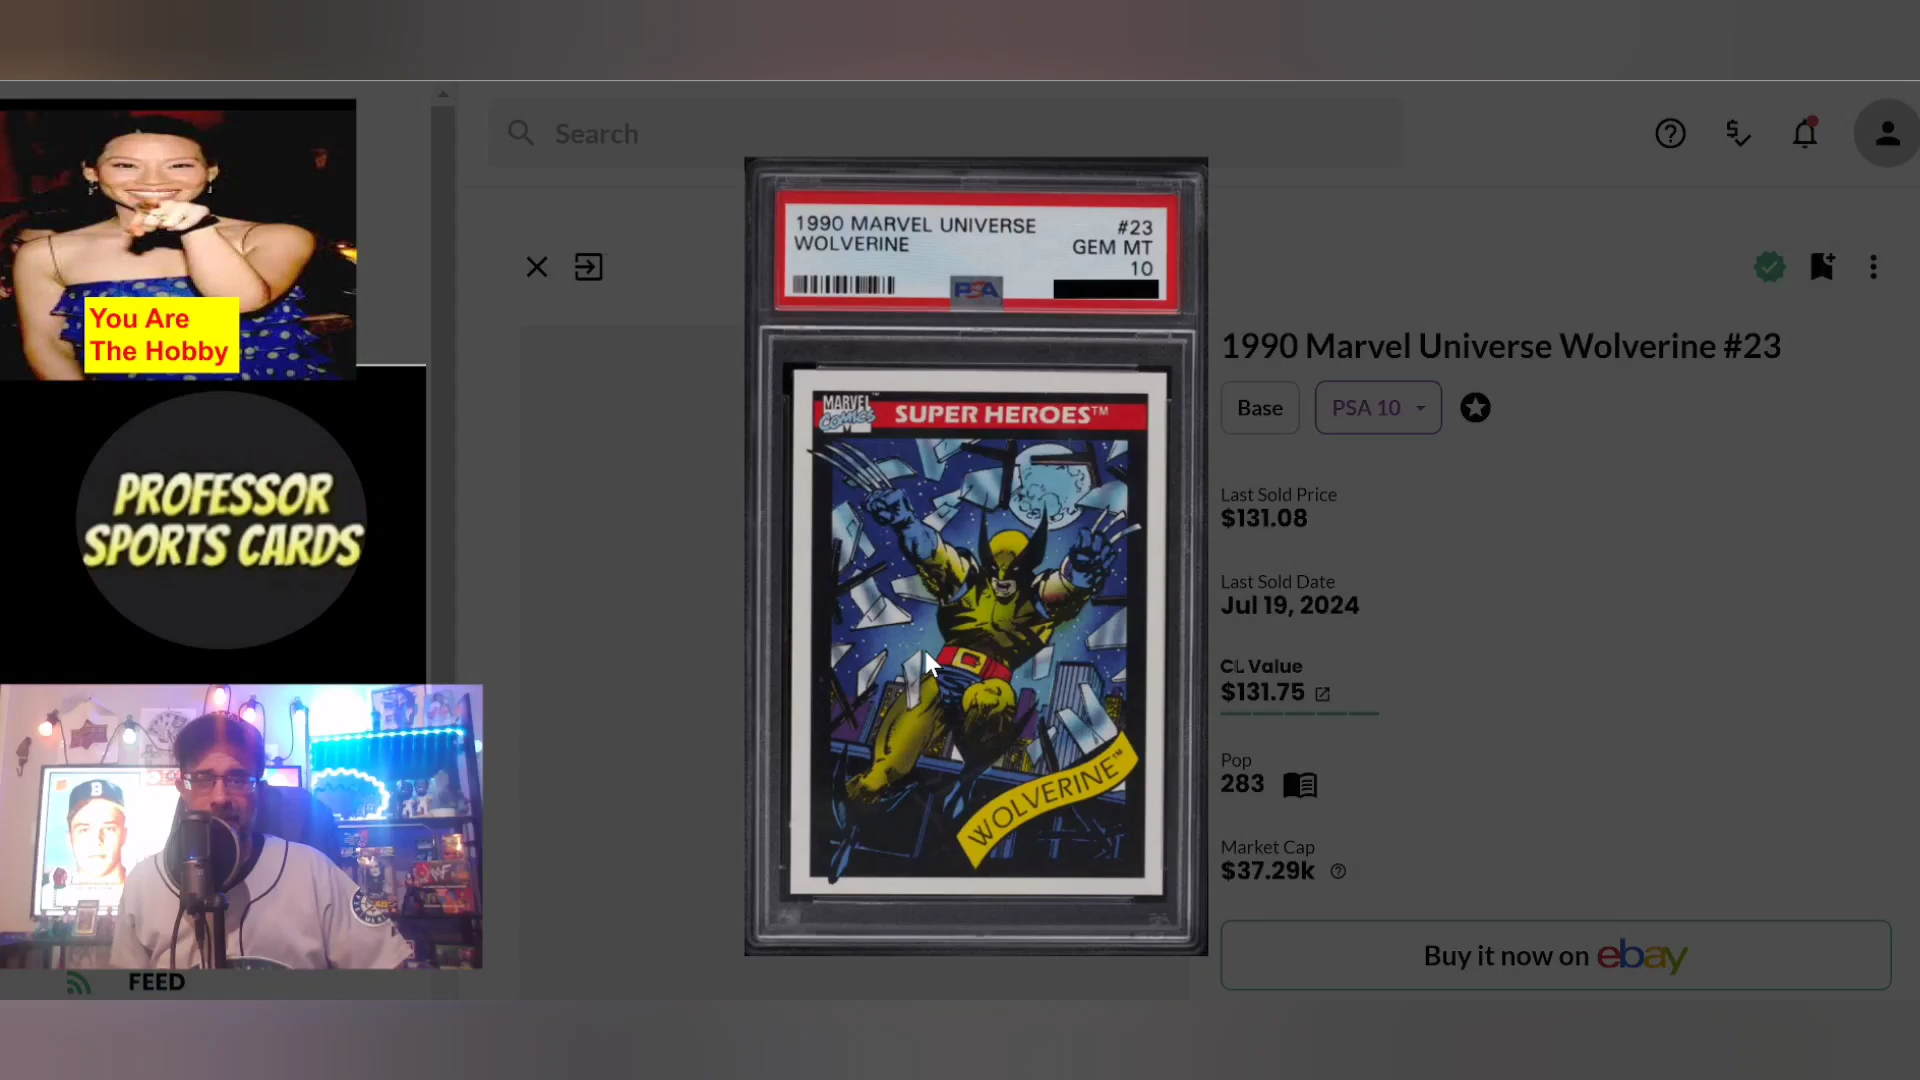 You Are
The Hobby
PROFESSOR
SPORTS CARDS
FEED
Search
1990 MARVEL UNIVERSE #23
WOLVERINE GEM MT
10
PSA
MARVEL
COMICS
SUPER HEROES™
WOLVERINE™
1990 Marvel Universe Wolverine #23
Base
PSA 10
Last Sold Price
$131.08
Last Sold Date
Jul 19, 2024
CL Value
$131.75
Pop
283
Market Cap
$37.29k
Buy it now on ebay